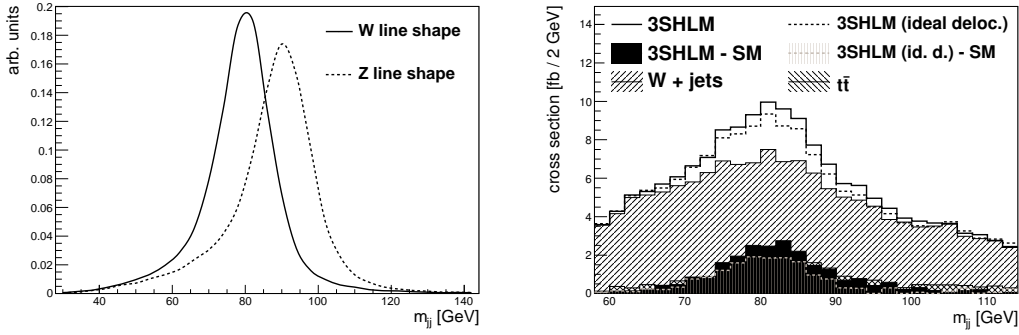 arb. units
0.2
0.18
0.16
0.14
0.12
0.1
0.08
0.06
0.04
0.02
0
W line shape
Z line shape
40 60 80 100 120 140
m_jj [GeV]
cross section [fb / 2 GeV]
14
12
10
8
6
4
2
0
3SHLM 3SHLM (ideal deloc.)
3SHLM - SM 3SHLM (id. d.) - SM
W + jets tt̄
60 70 80 90 100 110
m_jj [GeV]